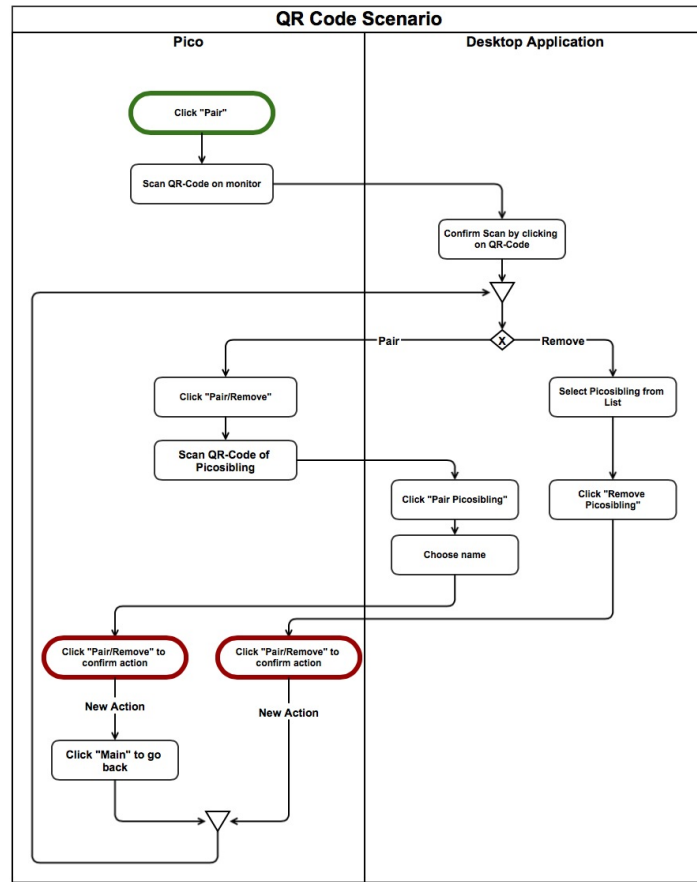 QR Code Scenario
Pico
Desktop Application
Click "Pair"
Scan QR-Code on monitor
Confirm Scan by clicking
on QR-Code
X
Pair
Remove
Click "Pair/Remove"
Select Picosibling from
List
Scan QR-Code of
Picosibling
Click "Pair Picosibling"
Click "Remove
Picosibling"
Choose name
Click "Pair/Remove" to
confirm action
Click "Pair/Remove" to
confirm action
New Action
New Action
Click "Main" to go
back